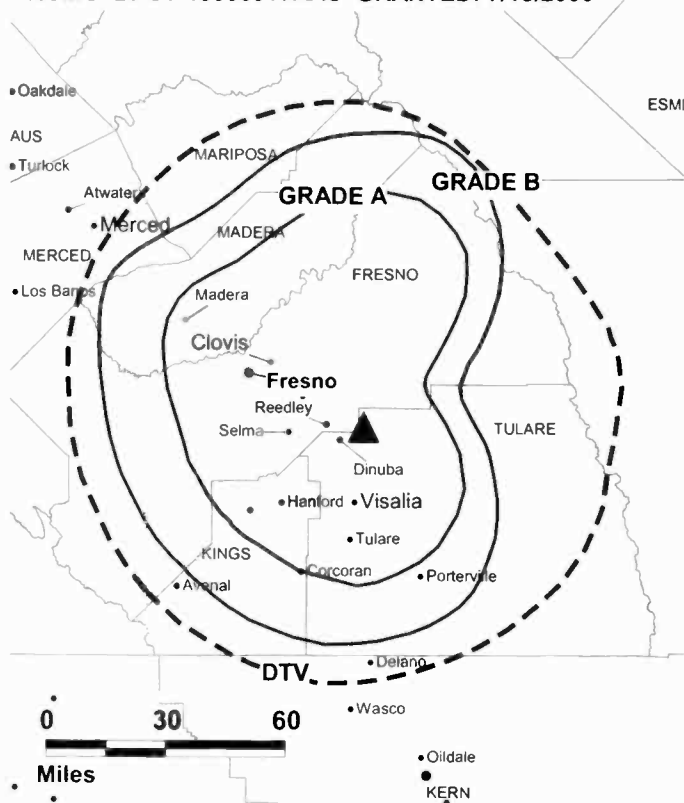 Oakdale
ESM
AUS
MARIPOSA
Turlock
GRADE B
Atwater
GRADE A
Merced
MADERA
MERCED
FRESNO
Los Banos
Madera
Clovis
Fresno
Reedley
Selma
TULARE
Dinuba
Hanford
Visalia
Tulare
KINGS
Corcoran
Porterville
Avenal
DTV
Delano
Wasco
0 30 60
Oildale
Miles
KERN